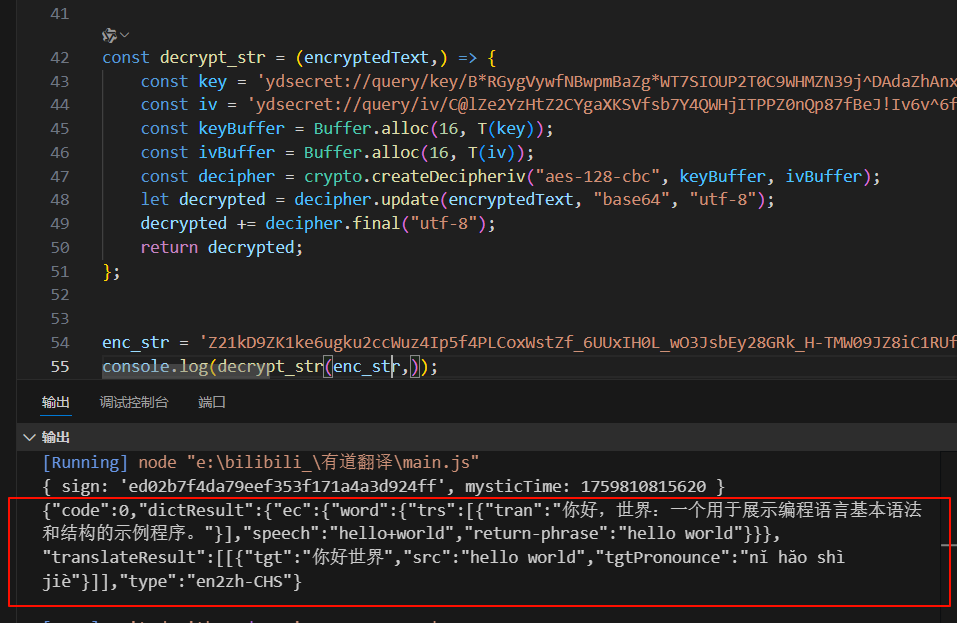 41
42 const decrypt_str = (encryptedText,) => {
43 const key = 'ydsecret://query/key/B*RGygVywfNBwpmBaZg*WT7SIOUP2T0C9WHMZN39j^DAdaZhAnx
44 const iv = 'ydsecret://query/iv/C@lZe2YzHtZ2CYgaXKSVfsb7Y4QWHjITPPZ0nQp87fBeJ!Iv6v^6f
45 const keyBuffer = Buffer.alloc(16, T(key));
46 const ivBuffer = Buffer.alloc(16, T(iv));
47 const decipher = crypto.createDecipheriv("aes-128-cbc", keyBuffer, ivBuffer);
48 let decrypted = decipher.update(encryptedText, "base64", "utf-8");
49 decrypted += decipher.final("utf-8");
50 return decrypted;
51 };
52
53
54 enc_str = 'Z21kD9ZK1ke6ugku2ccWuz4Ip5f4PLCoxWstZf_6UUxIH0L_wO3JsbEy28GRk_H-TMW09JZ8iC1RUf
55 console.log(decrypt_str(enc_str,));
输出 调试控制台 端口
输出
[Running] node "e:\bilibili_\有道翻译\main.js"
{ sign: 'ed02b7f4da79eef353f171a4a3d924ff', mysticTime: 1759810815620 }
{"code":0,"dictResult":{"ec":{"word":{"trs":[{"tran":"你好，世界：一个用于展示编程语言基本语法
和结构的示例程序。"}],"speech":"hello+world","return-phrase":"hello world"}}},
"translateResult":[[{"tgt":"你好世界","src":"hello world","tgtPronounce":"nǐ hǎo shì
jiè"}]],"type":"en2zh-CHS"}